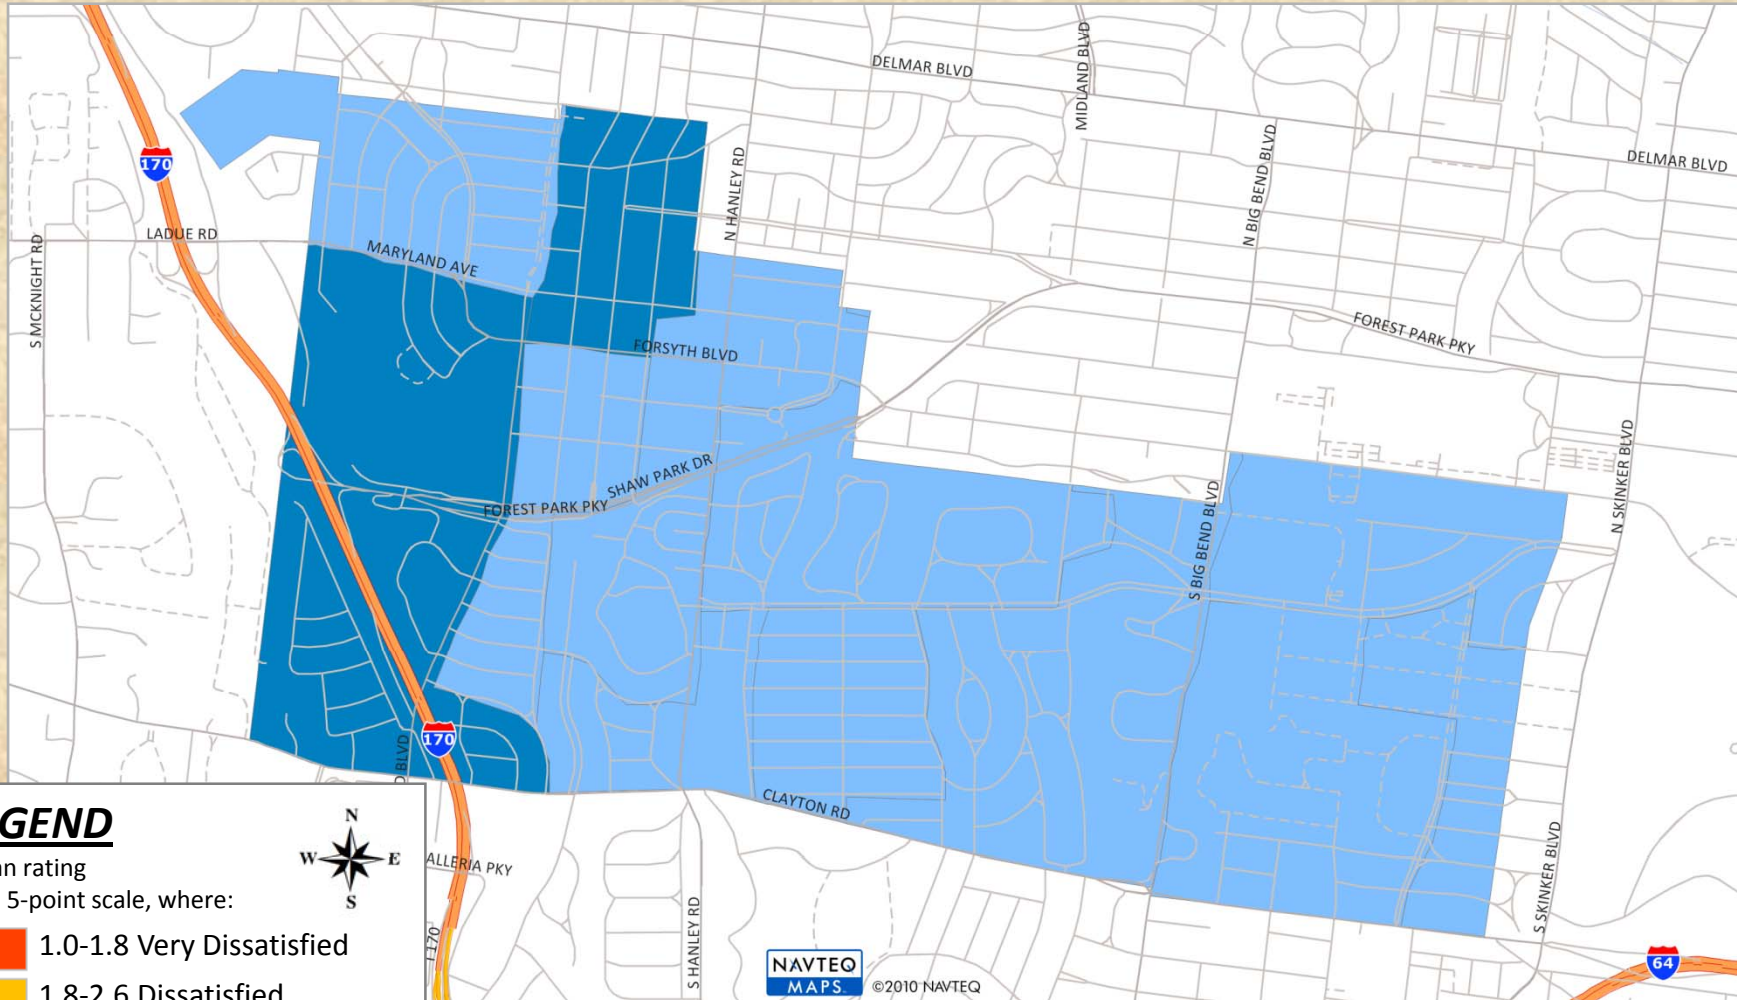 DELMAR BLVD
MIDLAND BLVD
DELMAR BLVD
170
N HANLEY RD
N BIG BEND BLVD
LADUE RD
S MCKNIGHT RD
MARYLAND AVE
FORSYTH BLVD
FOREST PARK PKY
SHAW PARK DR
FOREST PARK PKY
N SKINKER BLVD
S BIG BEND BLVD
170
D BLVD
CLAYTON RD
GEND
N
W E
S
an rating
5-point scale, where:
1.0-1.8 Very Dissatisfied
1.8-2.6 Dissatisfied
ALLERIA PKY
I 170
S HANLEY RD
S SKINKER BLVD
64
NAVTEQ
MAPS
©2010 NAVTEQ